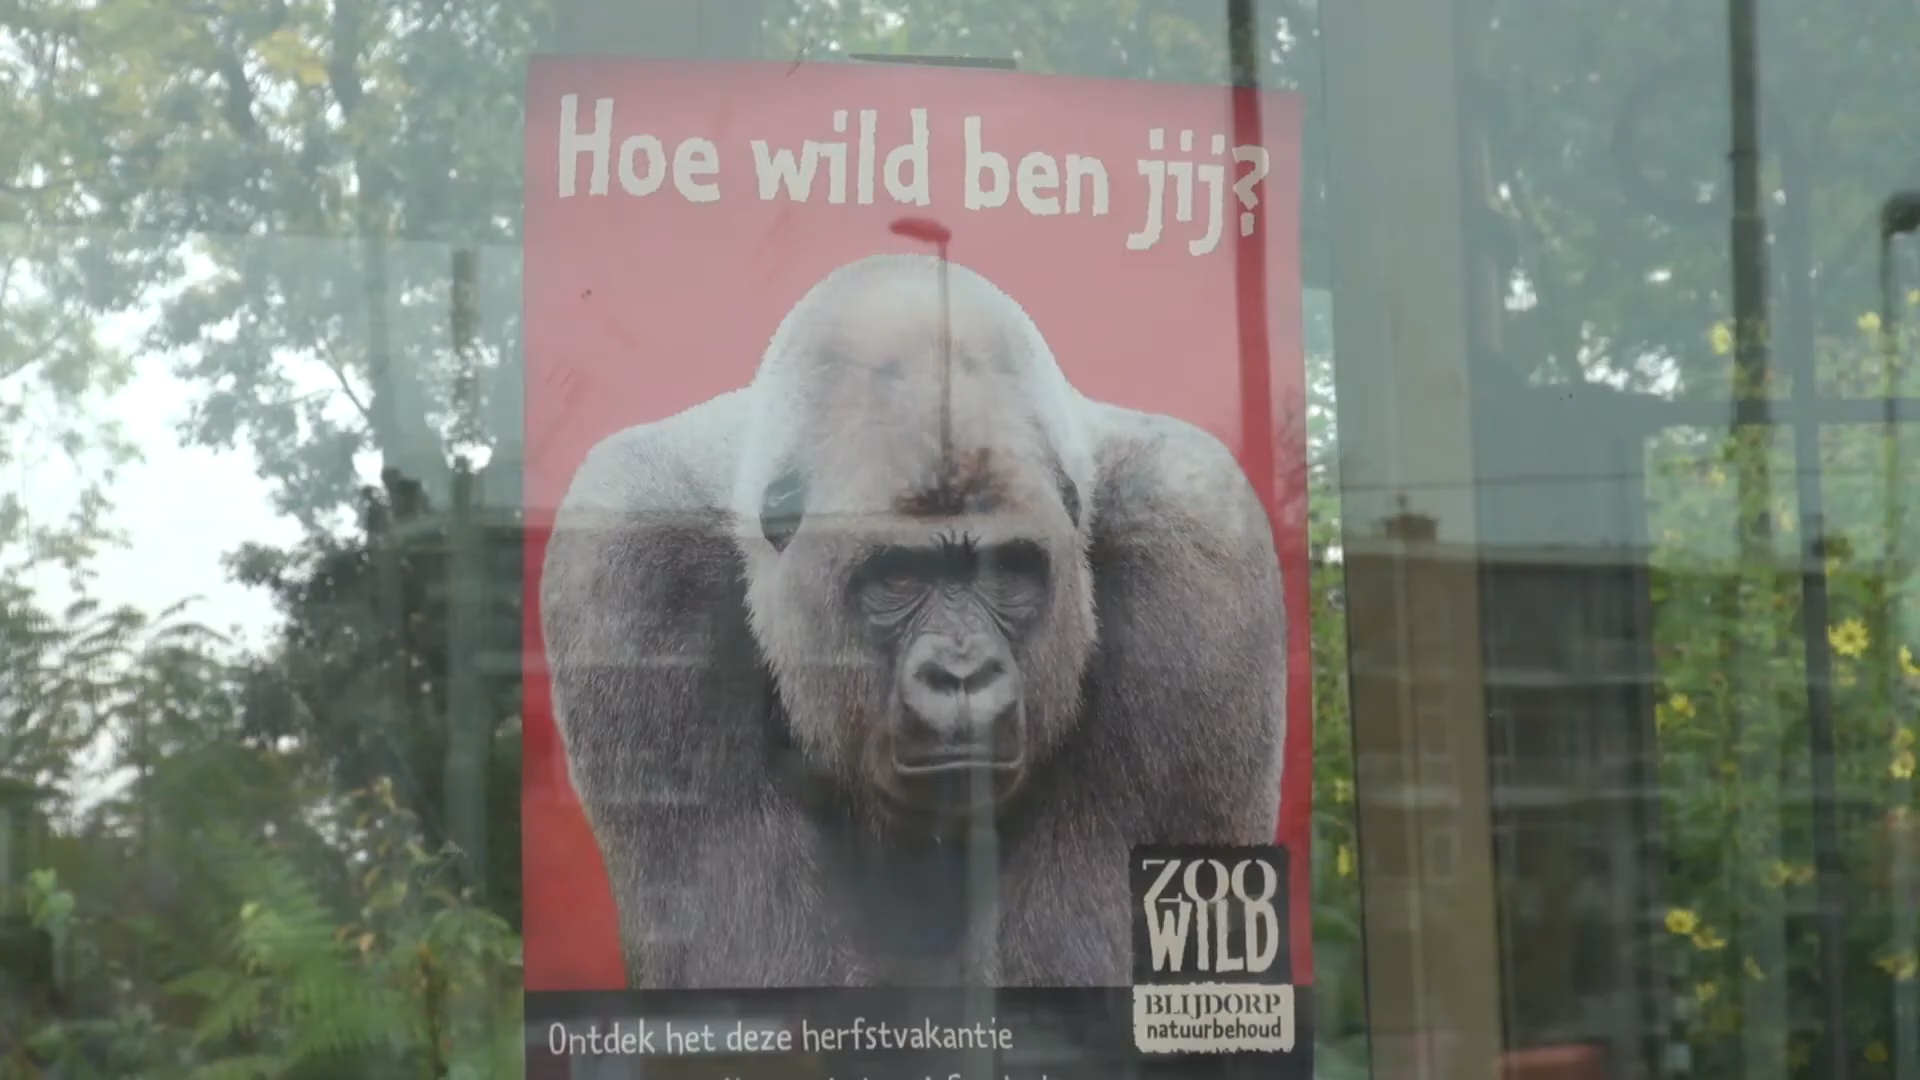 Hoe wild ben jij?
ZOO
WILD
BLIJDORP
natuurbehoud
Ontdek het deze herfstvakantie